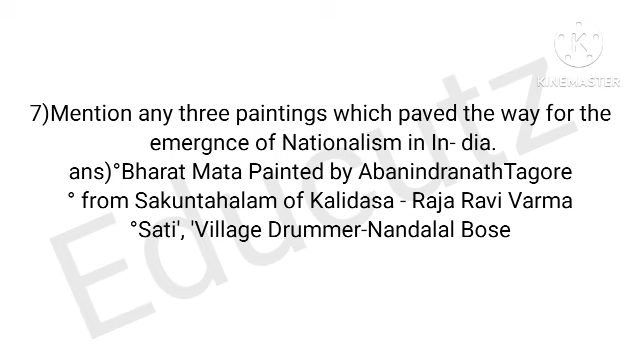 K
KINEMASTER
7)Mention any three paintings which paved the way for the
emergnce of Nationalism in In- dia.
ans)°Bharat Mata Painted by AbanindranathTagore
° from Sakuntahalam of Kalidasa - Raja Ravi Varma
°Sati', 'Village Drummer-Nandalal Bose
Educutz